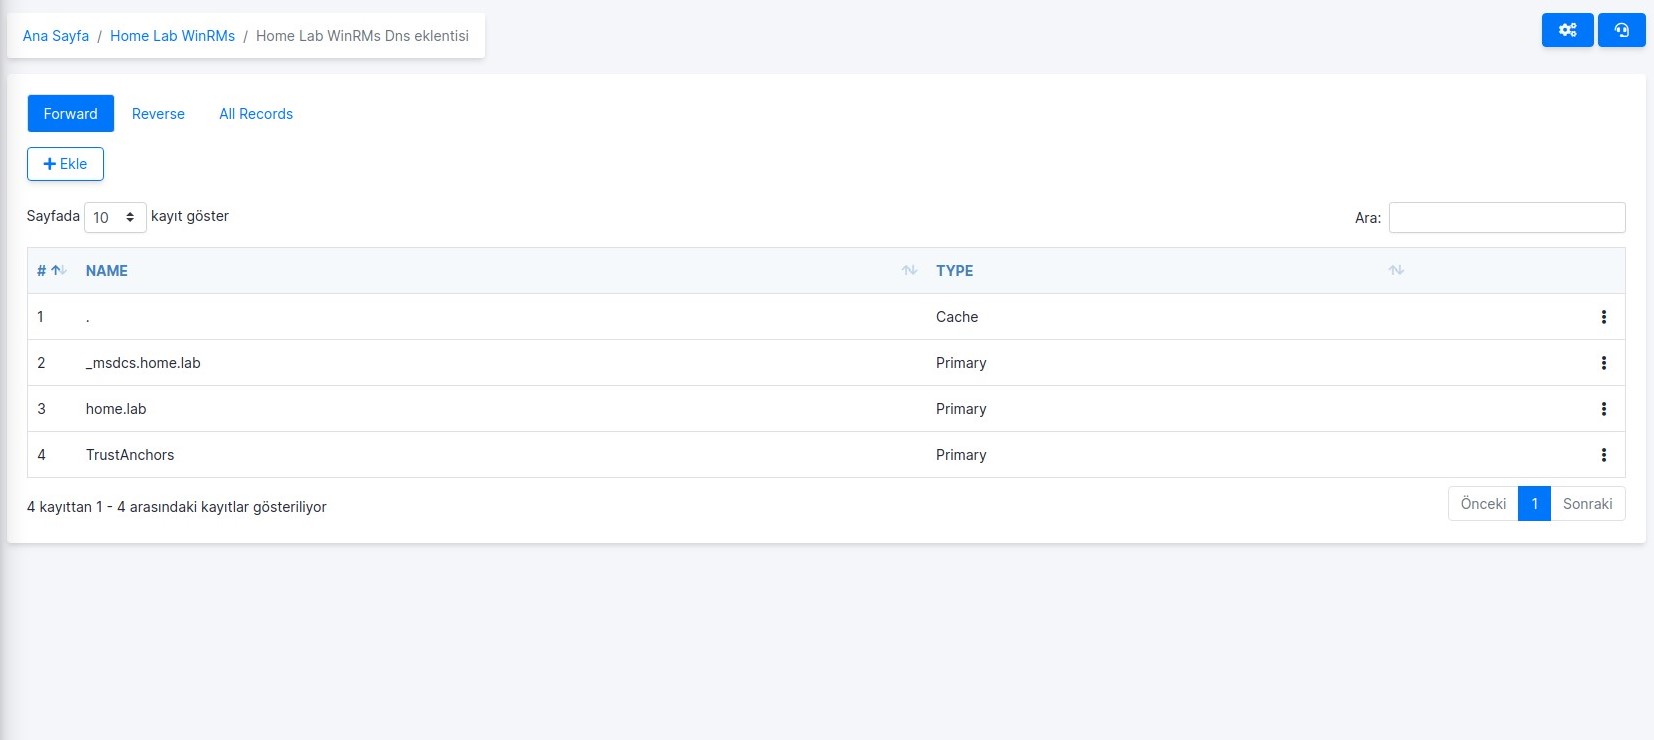 Ana Sayfa / Home Lab WinRMs / Home Lab WinRMs Dns eklentisi
Forward Reverse All Records
Ekle
Sayfada 10 kayıt göster Ara:
# NAME TYPE
1 . Cache
2 _msdcs.home.lab Primary
3 home.lab Primary
4 TrustAnchors Primary
4 kayıttan 1 - 4 arasındaki kayıtlar gösteriliyor Önceki 1 Sonraki